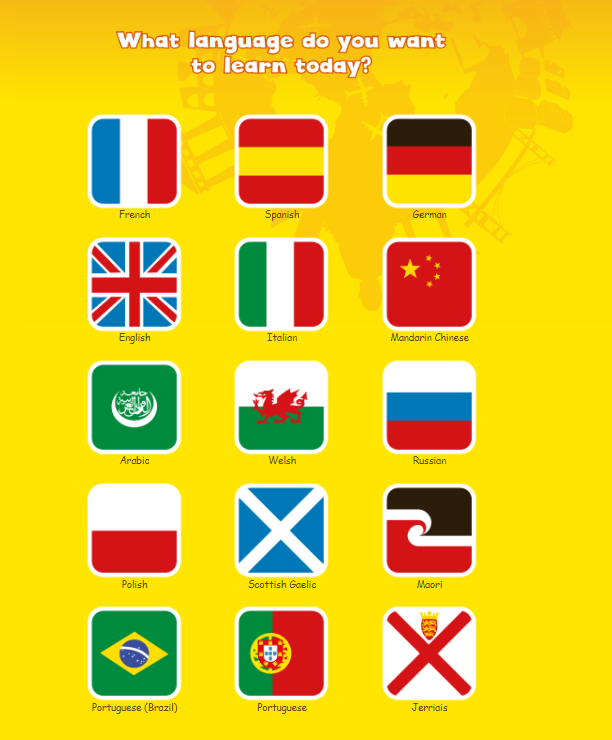 What language do you want
to learn today?
French
Spanish
German
English
Italian
Mandarin Chinese
Arabic
Welsh
Russian
Polish
Scottish Gaelic
Maori
Portuguese (Brazil)
Portuguese
Jerriais